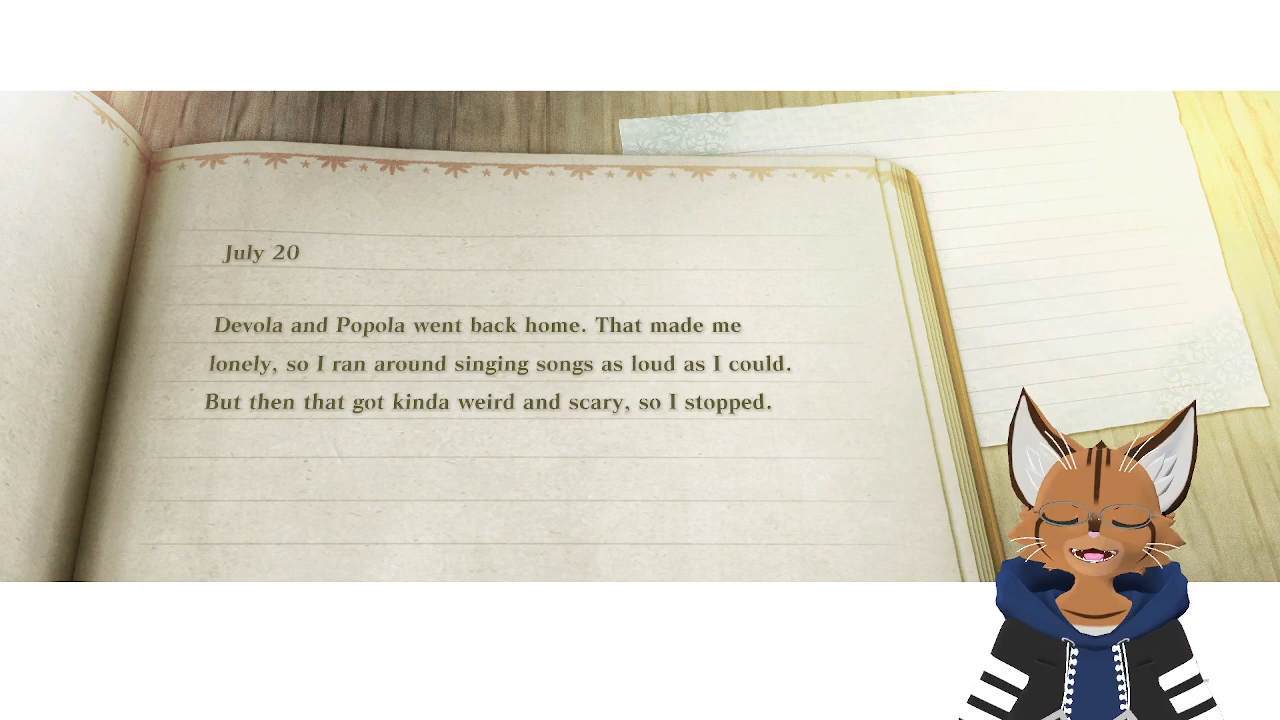 July 20
Devola and Popola went back home. That made me
lonely, so I ran around singing songs as loud as I could.
But then that got kinda weird and scary, so I stopped.